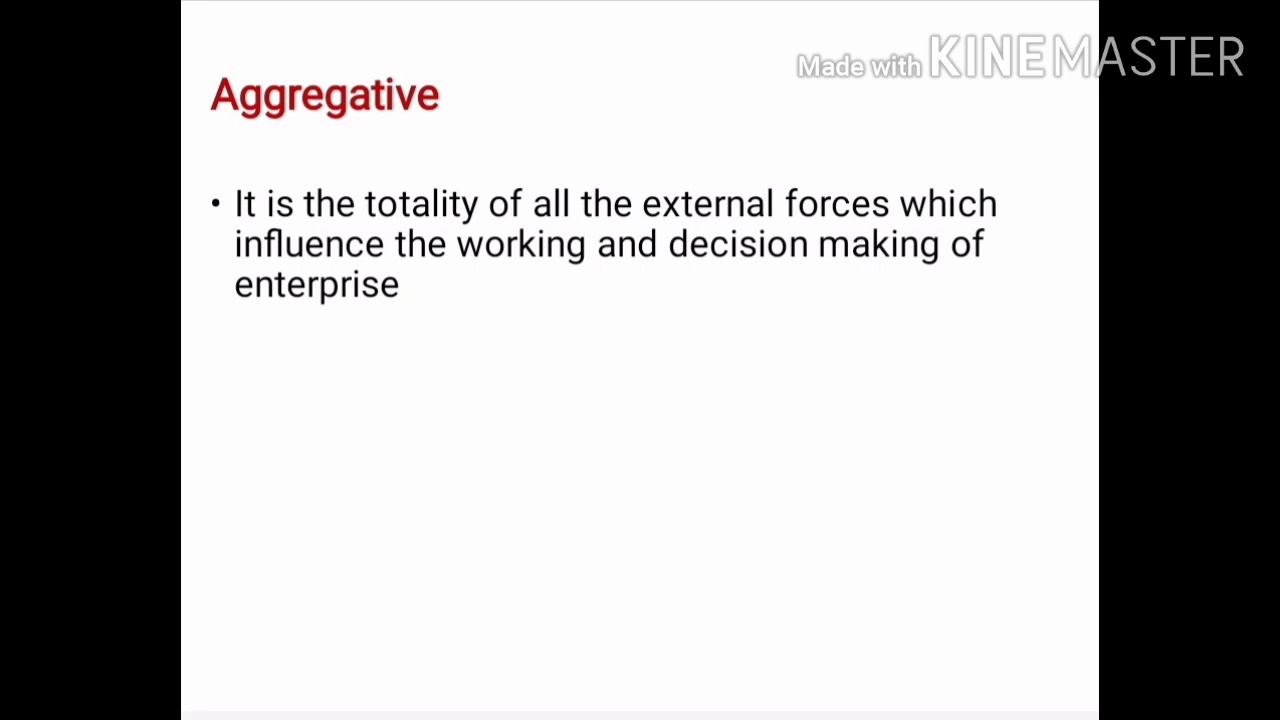 Made with KINEMASTER
Aggregative
• It is the totality of all the external forces which
influence the working and decision making of
enterprise